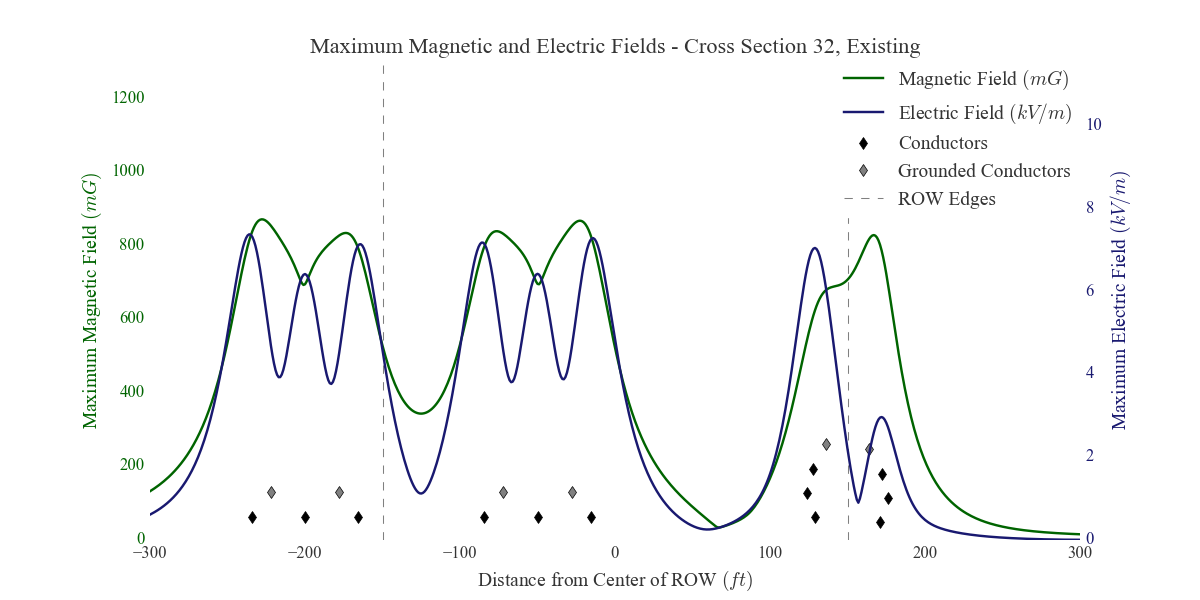 Maximum Magnetic and Electric Fields - Cross Section 32, Existing
Magnetic Field (mG)
Electric Field (kV/m)
Conductors
Grounded Conductors
ROW Edges
Maximum Magnetic Field (mG)
1200
1000
800
600
400
200
0
Maximum Electric Field (kV/m)
10
8
6
4
2
0
−300
−200
−100
0
100
200
300
Distance from Center of ROW (ft)